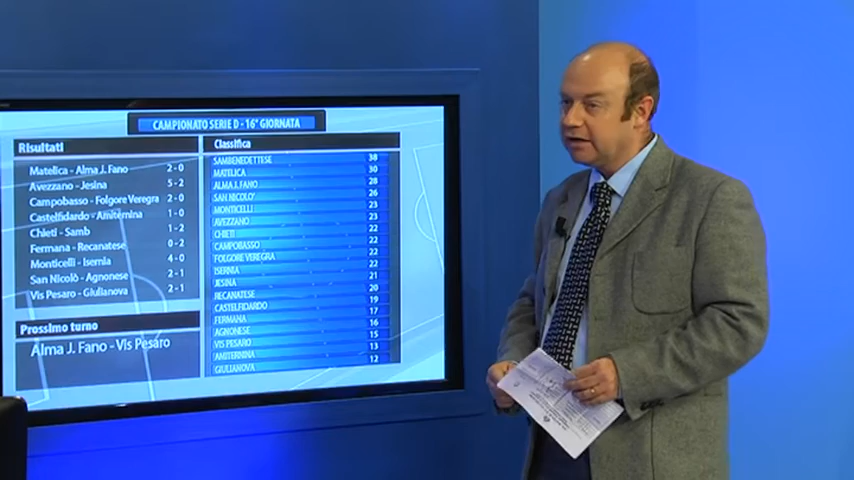 CAMPIONATO SERIE D - 16° GIORNATA
Risultati
Matelica - Alma J. Fano 2-0
Avezzano - Jesina 5-2
Campobasso - Folgore Veregra 2-0
Castelfidardo - Amiternina 1-0
Chieti - Samb 1-2
Fermana - Recanatese 0-2
Monticelli - Isernia 4-0
San Nicolò - Agnonese 2-1
Vis Pesaro - Giulianova 2-1
Prossimo turno
Alma J. Fano - Vis Pesaro
Classifica
SAMBENEDETTESE 38
MATELICA 30
ALMA J. FANO 28
SAN NICOLO' 26
MONTICELLI 23
AVEZZANO 23
CHIETI 22
CAMPOBASSO 22
FOLGORE VEREGRA 22
ISERNIA 22
JESINA 21
RECANATESE 20
CASTELFIDARDO 19
FERMANA 17
AGNONESE 16
VIS PESARO 15
AMITERNINA 13
GIULIANOVA 12